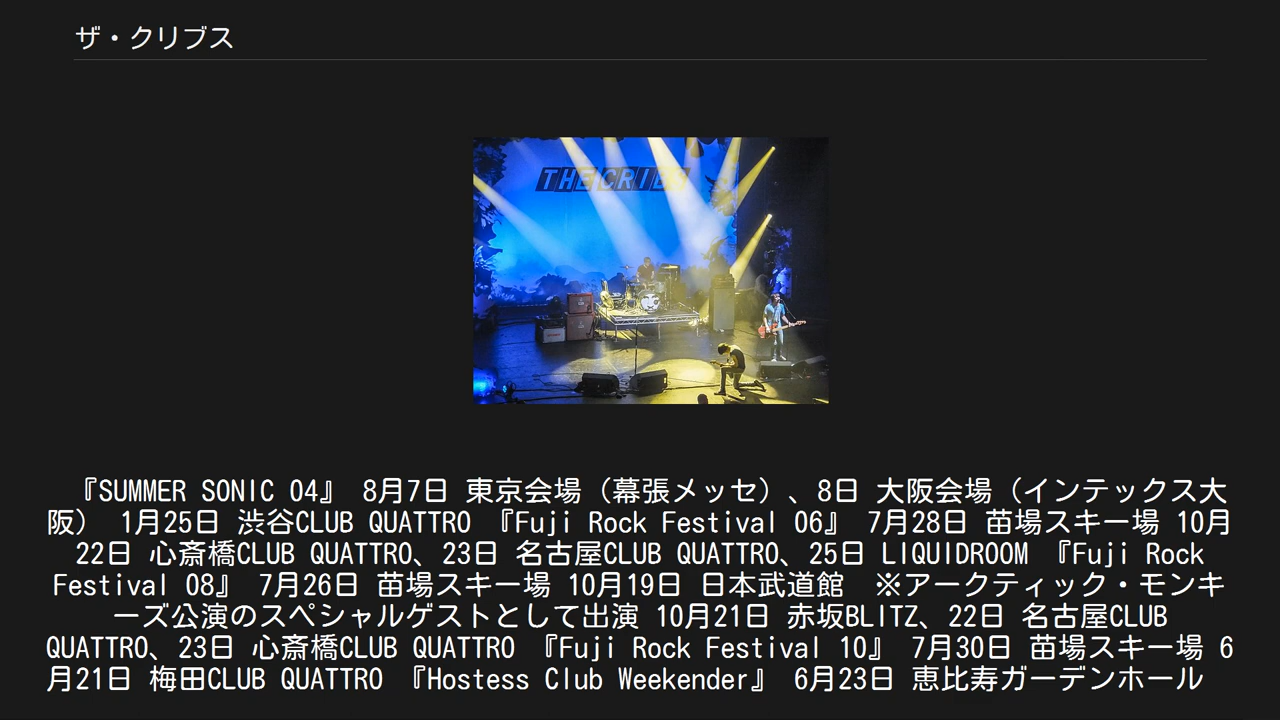 ザ・クリブス
THE CRIBS
『SUMMER SONIC 04』 8月7日 東京会場（幕張メッセ）、8日 大阪会場（インテックス大
阪） 1月25日 渋谷CLUB QUATTRO 『Fuji Rock Festival 06』 7月28日 苗場スキー場 10月
22日 心斎橋CLUB QUATTRO、23日 名古屋CLUB QUATTRO、25日 LIQUIDROOM 『Fuji Rock
Festival 08』 7月26日 苗場スキー場 10月19日 日本武道館　※アークティック・モンキ
ーズ公演のスペシャルゲストとして出演 10月21日 赤坂BLITZ、22日 名古屋CLUB
QUATTRO、23日 心斎橋CLUB QUATTRO 『Fuji Rock Festival 10』 7月30日 苗場スキー場 6
月21日 梅田CLUB QUATTRO 『Hostess Club Weekender』 6月23日 恵比寿ガーデンホール